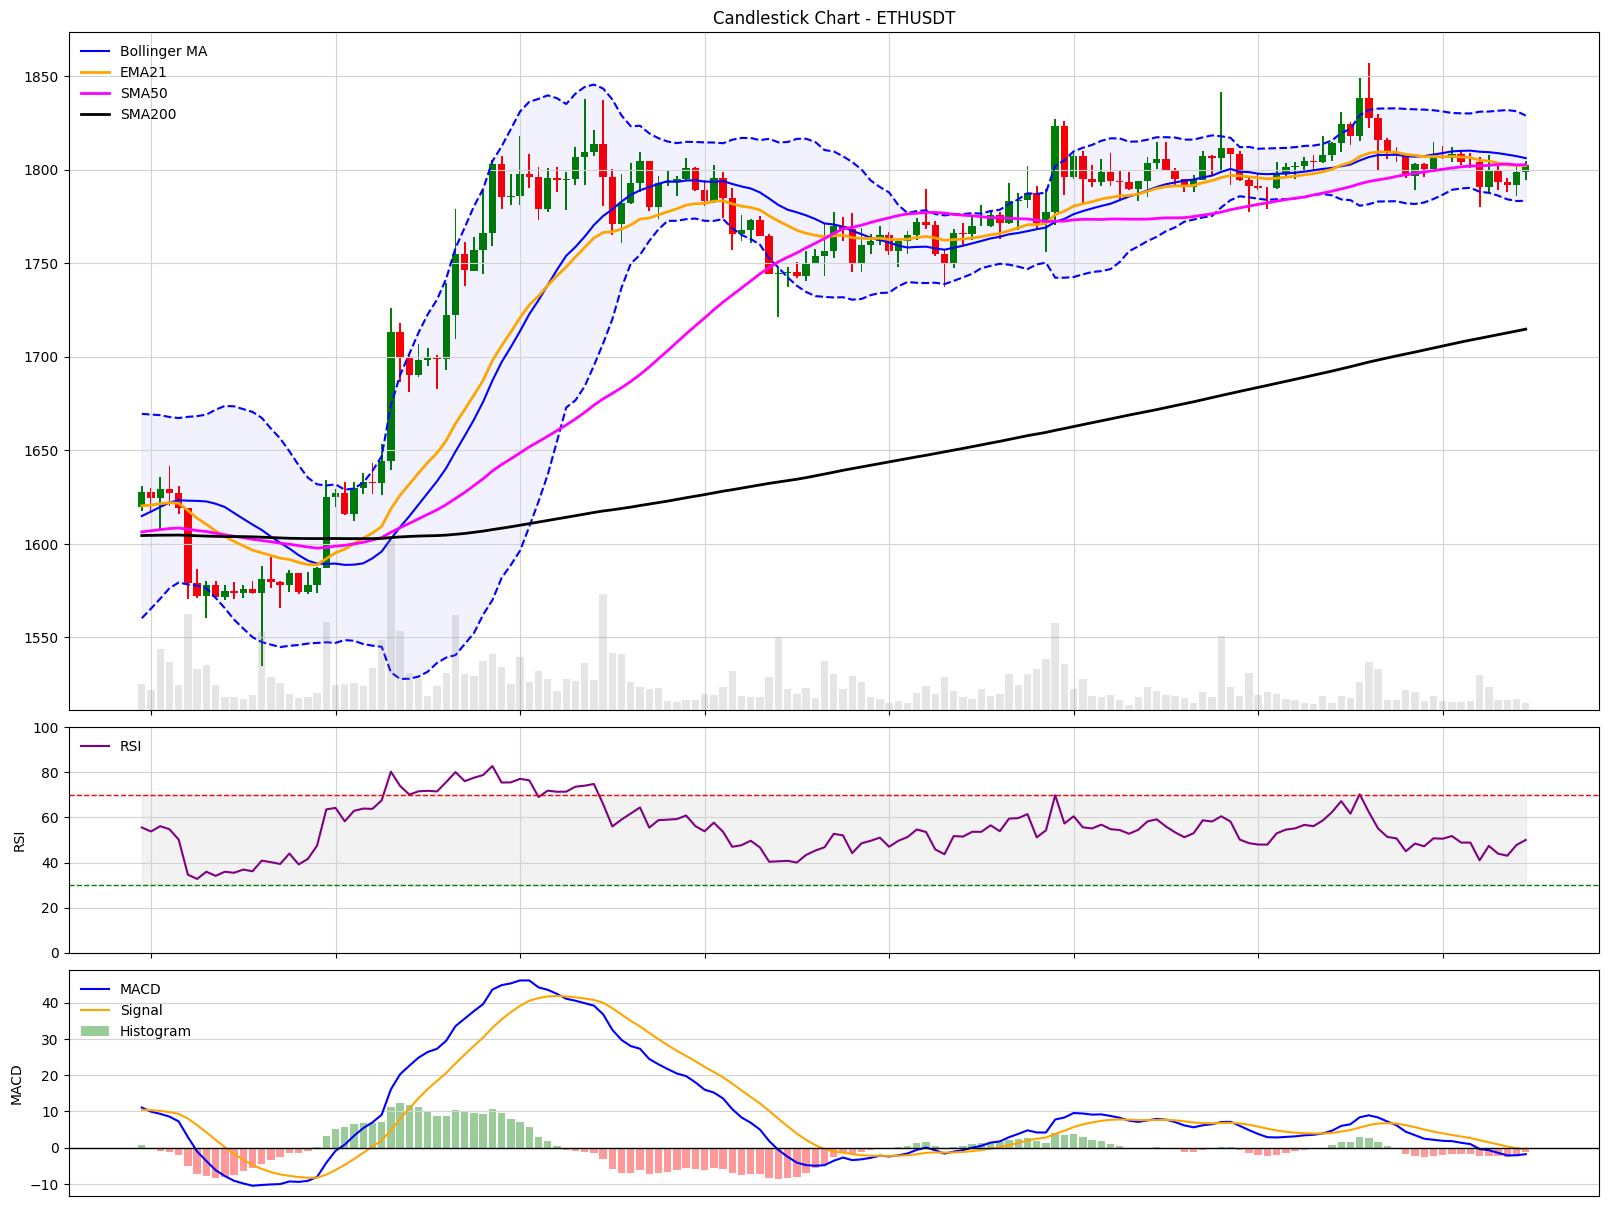 Candlestick Chart - ETHUSDT
Bollinger MA
EMA21
SMA50
SMA200
1850
1800
1750
1700
1650
1600
1550
RSI
100
80
60
40
20
0
RSI
MACD
Signal
Histogram
40
30
20
10
0
−10
MACD